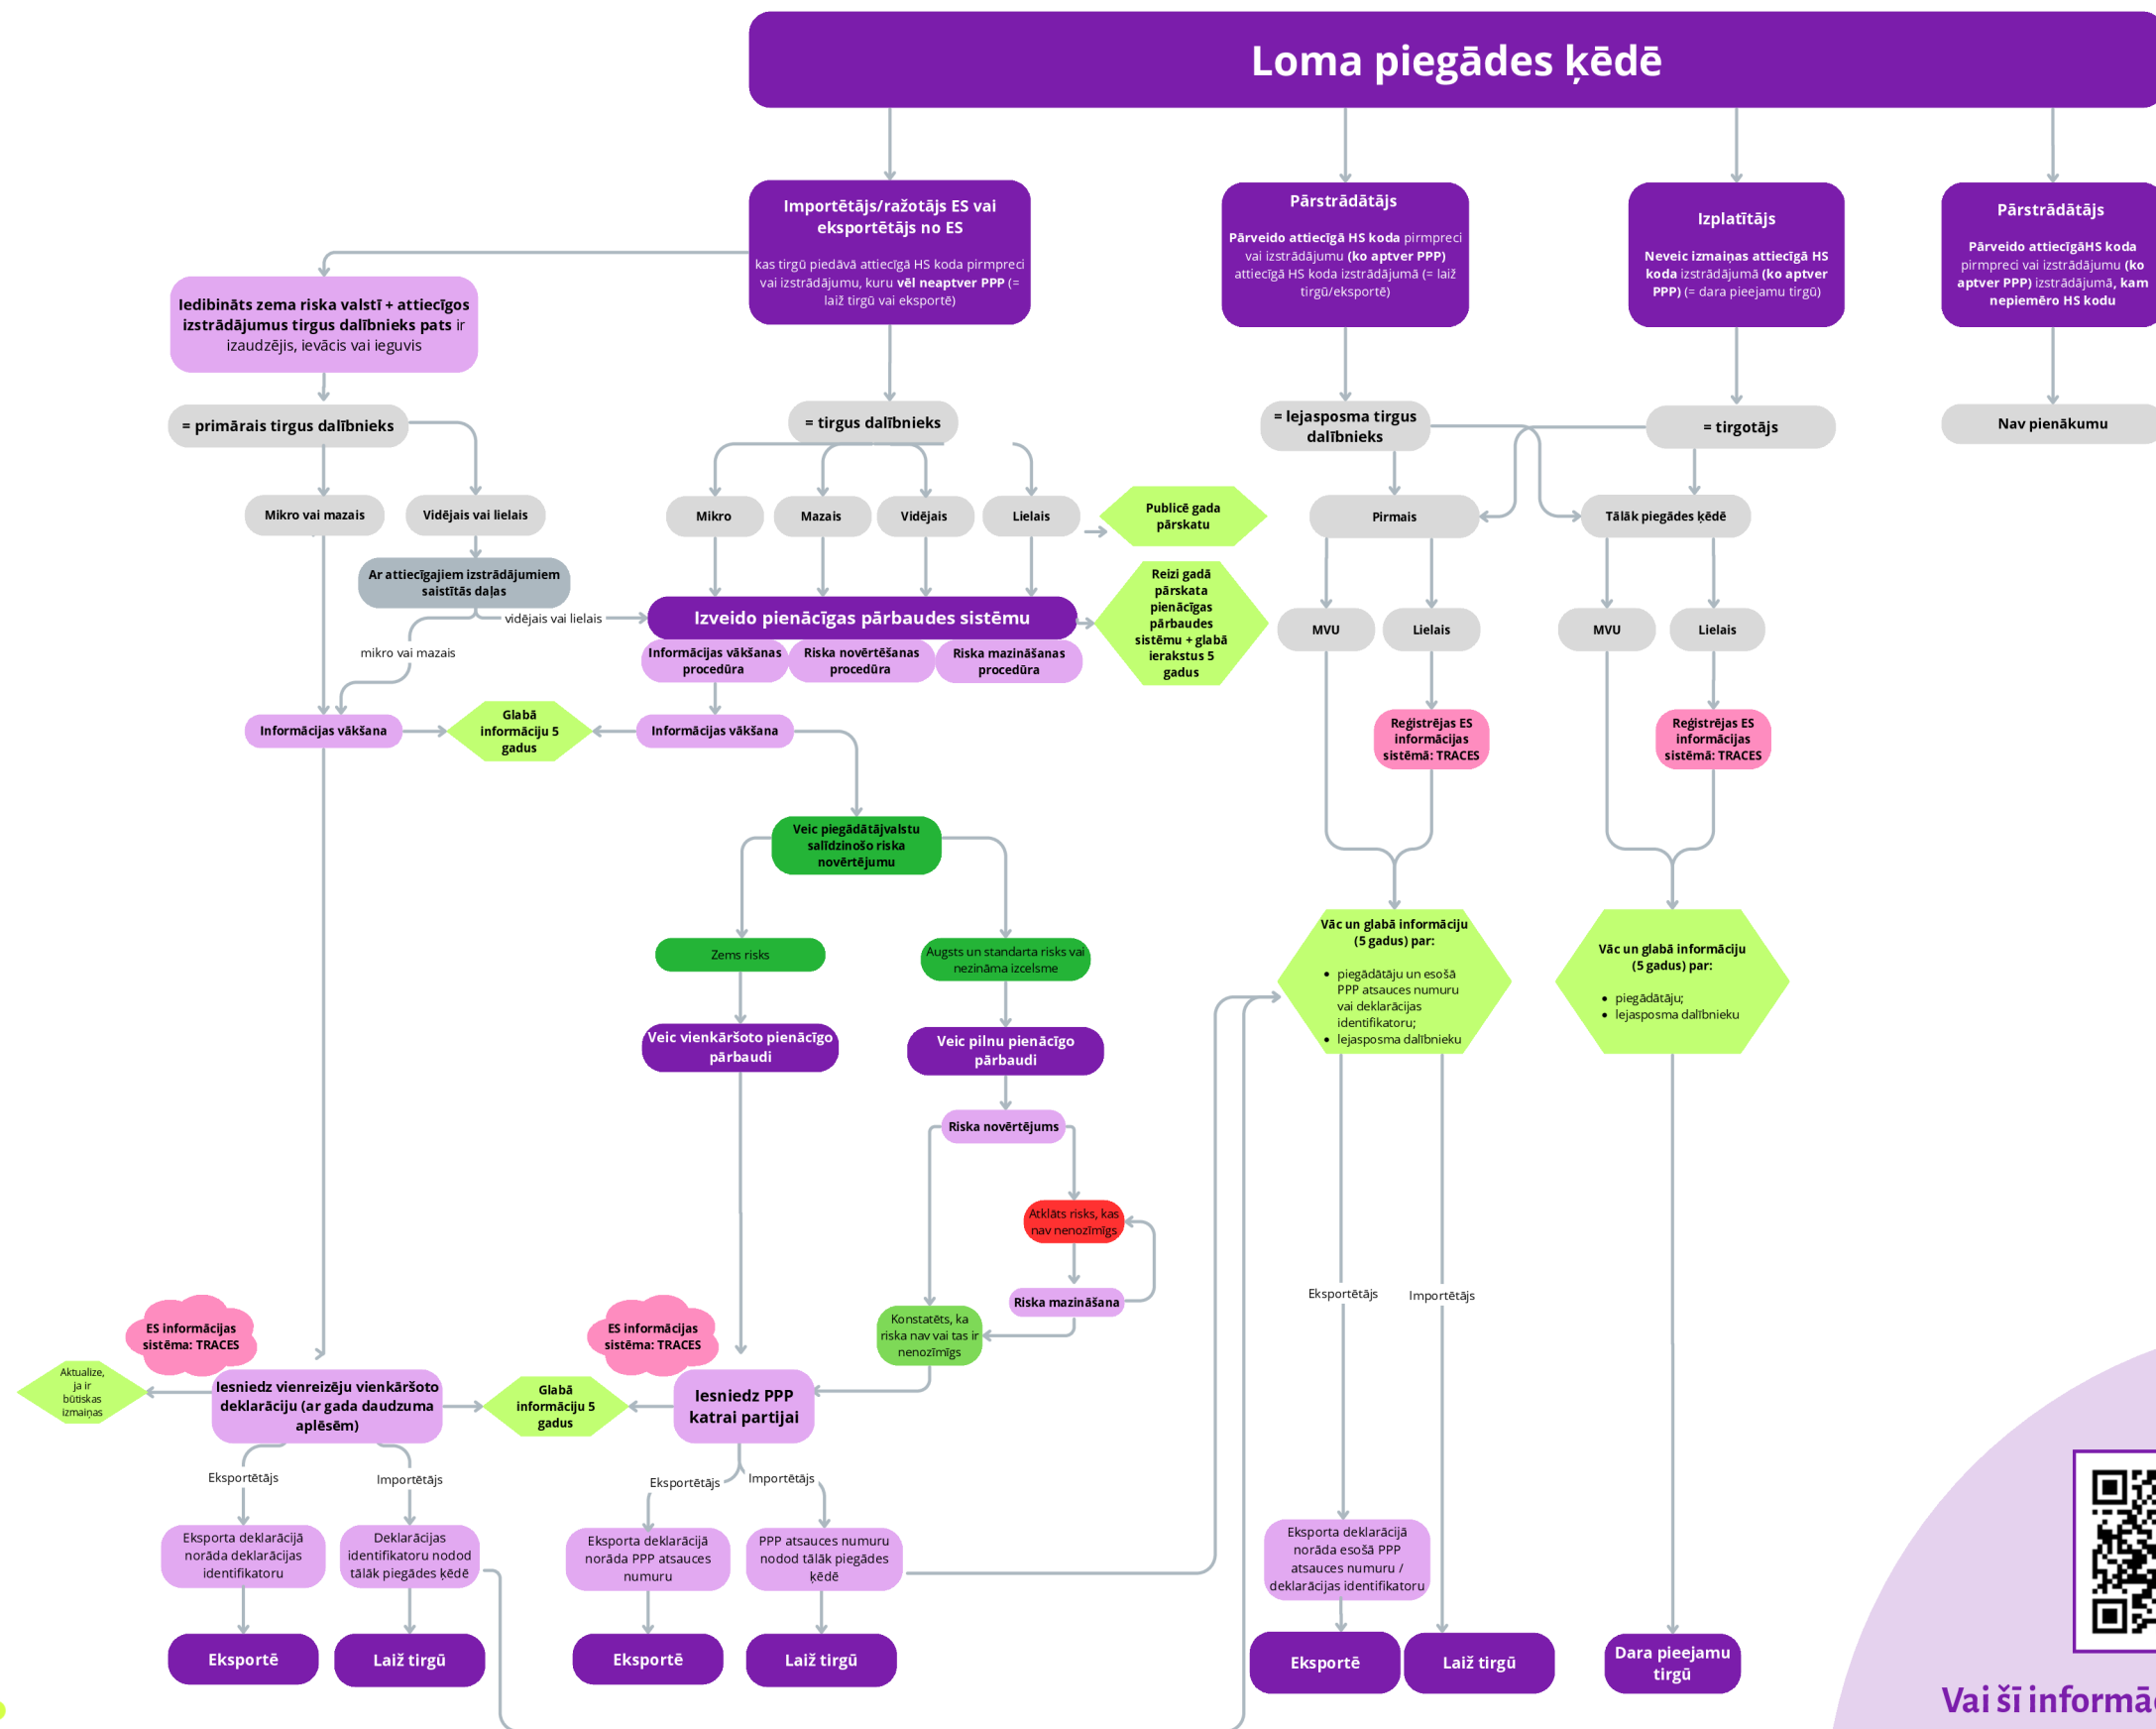 Loma piegādes ķēdē
Importētājs/ražotājs ES vai
eksportētājs no ES
kas tirgū piedāvā attiecīgā HS koda pirmpreci
vai izstrādājumu, kuru vēl neaptver PPP (=
laiž tirgū vai eksportē)
Pārstrādātājs
Pārveido attiecīgā HS koda pirmpreci
vai izstrādājumu (ko aptver PPP)
attiecīgā HS koda izstrādājumā (= laiž
tirgū/eksportē)
Izplatītājs
Neveic izmaiņas attiecīgā HS
koda izstrādājumā (ko aptver
PPP) (= dara pieejamu tirgū)
Pārstrādātājs
Pārveido attiecīgāHS koda
pirmpreci vai izstrādājumu (ko
aptver PPP) izstrādājumā, kam
nepiemēro HS kodu
Iedibināts zema riska valstī + attiecīgos
izstrādājumus tirgus dalībnieks pats ir
izaudzējis, ievācis vai ieguvis
= primārais tirgus dalībnieks
= tirgus dalībnieks
= lejasposma tirgus
dalībnieks
= tirgotājs
Nav pienākumu
Mikro vai mazais
Vidējais vai lielais
Mikro
Mazais
Vidējais
Lielais
Publicē gada
pārskatu
Pirmais
Tālāk piegādes ķēdē
Ar attiecīgajiem izstrādājumiem
saistītās daļas
vidējais vai lielais
mikro vai mazais
Izveido pienācīgas pārbaudes sistēmu
Informācijas vākšanas
procedūra
Riska novērtēšanas
procedūra
Riska mazināšanas
procedūra
Reizi gadā
pārskata
pienācīgas
pārbaudes
sistēmu + glabā
ierakstus 5
gadus
MVU
Lielais
MVU
Lielais
Informācijas vākšana
Glabā
informāciju 5
gadus
Informācijas vākšana
Reģistrējas ES
informācijas
sistēmā: TRACES
Reģistrējas ES
informācijas
sistēmā: TRACES
Veic piegādātājvalstu
salīdzinošo riska
novērtējumu
Zems risks
Augsts un standarta risks vai
nezināma izcelsme
Vāc un glabā informāciju
(5 gadus) par:
• piegādātāju un esošā
PPP atsauces numuru
vai deklarācijas
identifikatoru;
• lejasposma dalībnieku
Vāc un glabā informāciju
(5 gadus) par:
• piegādātāju;
• lejasposma dalībnieku
Veic vienkāršoto pienācīgo
pārbaudi
Veic pilnu pienācīgo
pārbaudi
Riska novērtējums
Atklāts risks, kas
nav nenozīmīgs
Riska mazināšana
Konstatēts, ka
riska nav vai tas ir
nenozīmīgs
Eksportētājs
Importētājs
ES informācijas
sistēma: TRACES
ES informācijas
sistēma: TRACES
Aktualize,
ja ir
būtiskas
izmaiņas
Iesniedz vienreizēju vienkāršoto
deklarāciju (ar gada daudzuma
aplēsēm)
Glabā
informāciju 5
gadus
Iesniedz PPP
katrai partijai
Eksportētājs
Importētājs
Eksportētājs
Importētājs
Eksporta deklarācijā
norāda deklarācijas
identifikatoru
Deklarācijas
identifikatoru nodod
tālāk piegādes ķēdē
Eksporta deklarācijā
norāda PPP atsauces
numuru
PPP atsauces numuru
nodod tālāk piegādes
ķēdē
Eksporta deklarācijā
norāda esošā PPP
atsauces numuru /
deklarācijas identifikatoru
Eksportē
Laiž tirgū
Eksportē
Laiž tirgū
Eksportē
Laiž tirgū
Dara pieejamu
tirgū
Vai šī